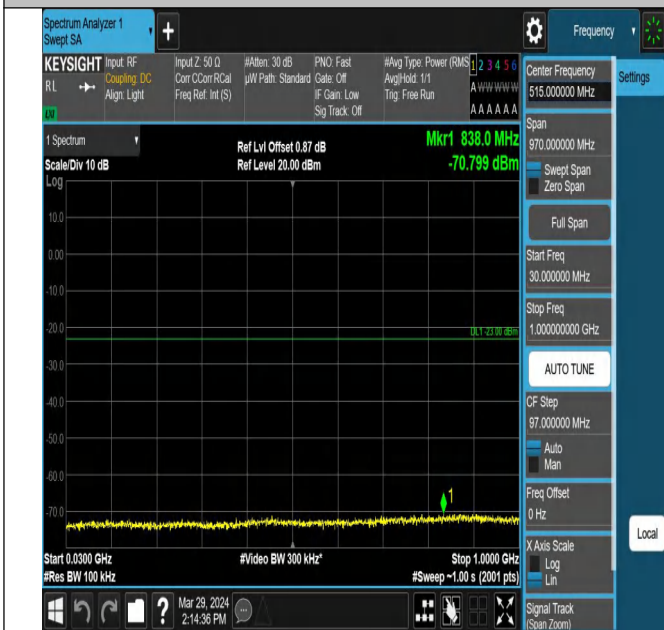 Spectrum Analyzer 1
Swept SA
Frequency
KEYSIGHT
RL
Input: RF
Coupling: DC
Align: Light
Input Z: 50 Ω
Corr CCorr RCal
Freq Ref: Int (S)
#Atten: 30 dB
µW Path: Standard
PNO: Fast
Gate: Off
IF Gain: Low
Sig Track: Off
#Avg Type: Power (RMS
Avg|Hold: 1/1
Trig: Free Run
1 2 3 4 5 6
A W W W W W
A A A A A A
LXI
1 Spectrum
Scale/Div 10 dB
Log
Ref Lvl Offset 0.87 dB
Ref Level 20.00 dBm
Mkr1 838.0 MHz
-70.799 dBm
10.0
0.00
-10.0
-20.0
DL1 -23.00 dBm
-30.0
-40.0
-50.0
-60.0
-70.0
1
Start 0.0300 GHz
#Res BW 100 kHz
#Video BW 300 kHz*
Stop 1.0000 GHz
#Sweep ~1.00 s (2001 pts)
?
Mar 29, 2024
2:14:36 PM
Center Frequency
515.000000 MHz
Settings
Span
970.000000 MHz
Swept Span
Zero Span
Full Span
Start Freq
30.000000 MHz
Stop Freq
1.000000000 GHz
AUTO TUNE
CF Step
97.000000 MHz
Auto
Man
Freq Offset
0 Hz
Local
X Axis Scale
Log
Lin
Signal Track
(Span Zoom)